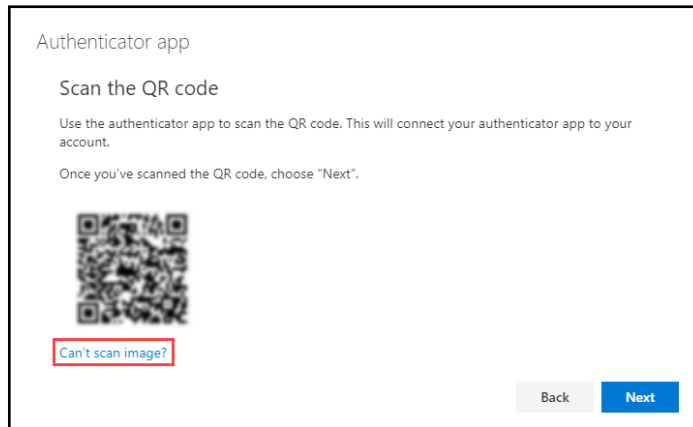 Authenticator app
Scan the QR code
Use the authenticator app to scan the QR code. This will connect your authenticator app to your
account.
Once you've scanned the QR code, choose "Next".
Can't scan image?
Back
Next